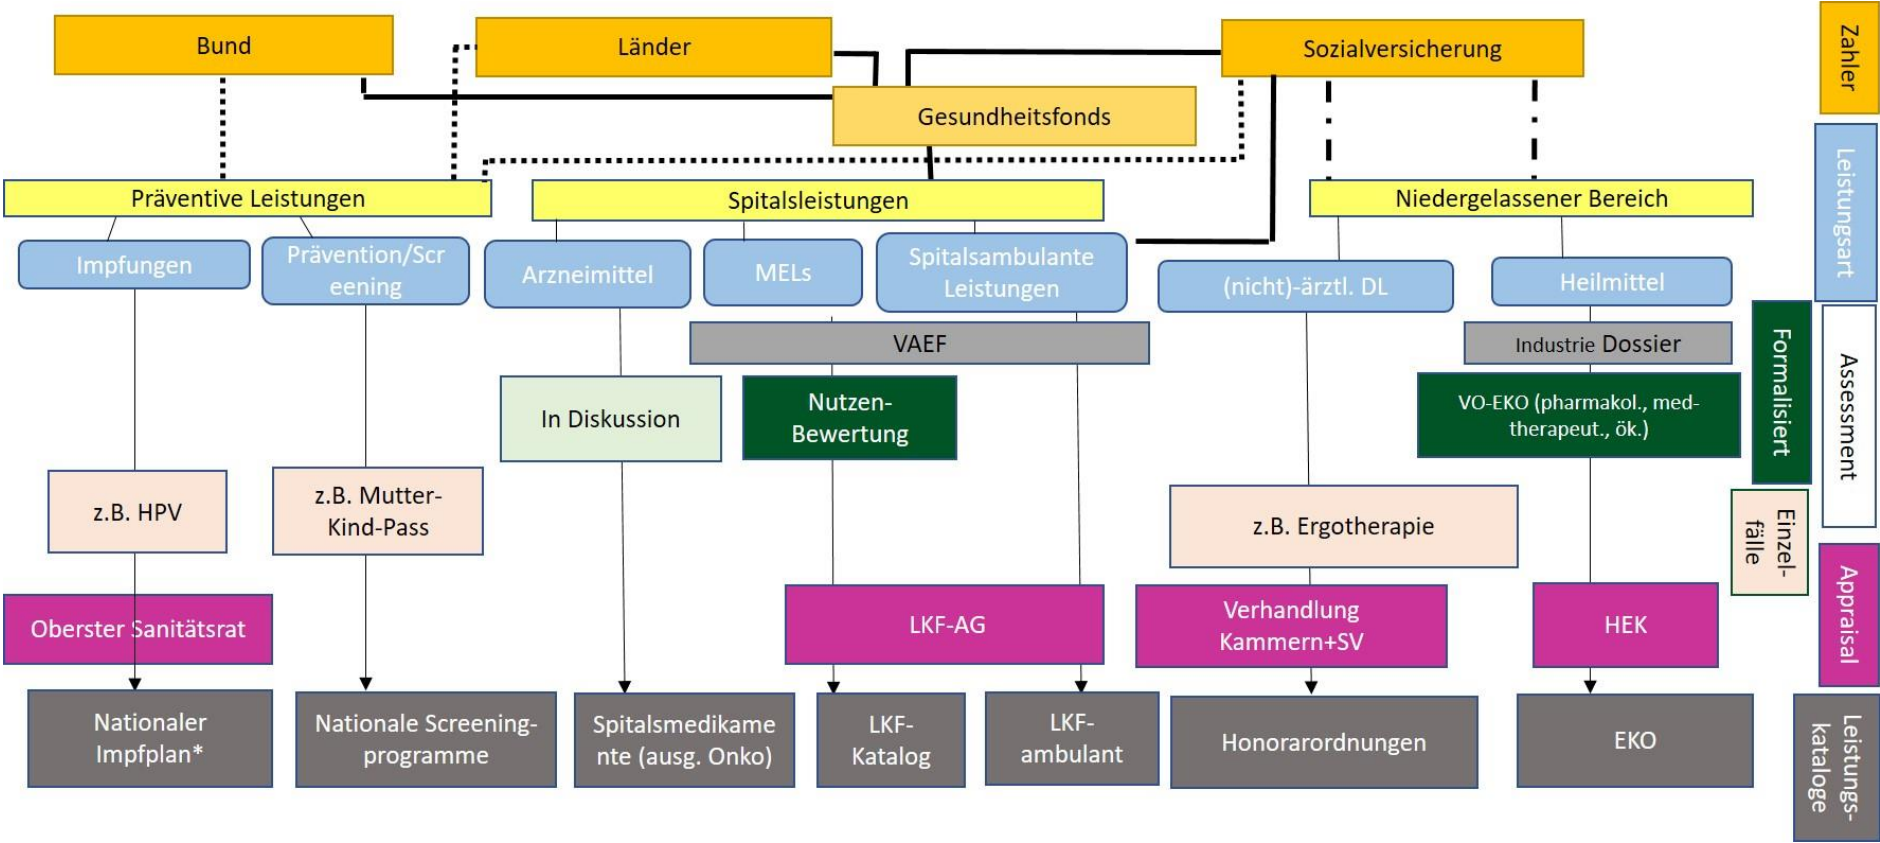 Bund
Länder
Sozialversicherung
Zahler
Gesundheitsfonds
Präventive Leistungen
Spitalsleistungen
Niedergelassener Bereich
Leistungsart
Impfungen
Prävention/Scr
eening
Arzneimittel
MELs
Spitalsambulante
Leistungen
(nicht)-ärztl. DL
Heilmittel
VAEF
Industrie Dossier
Formalisiert
Assessment
In Diskussion
Nutzen-
Bewertung
VO-EKO (pharmakol., med-
therapeut., ök.)
z.B. HPV
z.B. Mutter-
Kind-Pass
z.B. Ergotherapie
Einzel-
fälle
Oberster Sanitätsrat
LKF-AG
Verhandlung
Kammern+SV
HEK
Appraisal
Nationaler
Impfplan*
Nationale Screening-
programme
Spitalsmedikame
nte (ausg. Onko)
LKF-
Katalog
LKF-
ambulant
Honorarordnungen
EKO
Leistungs-
kataloge